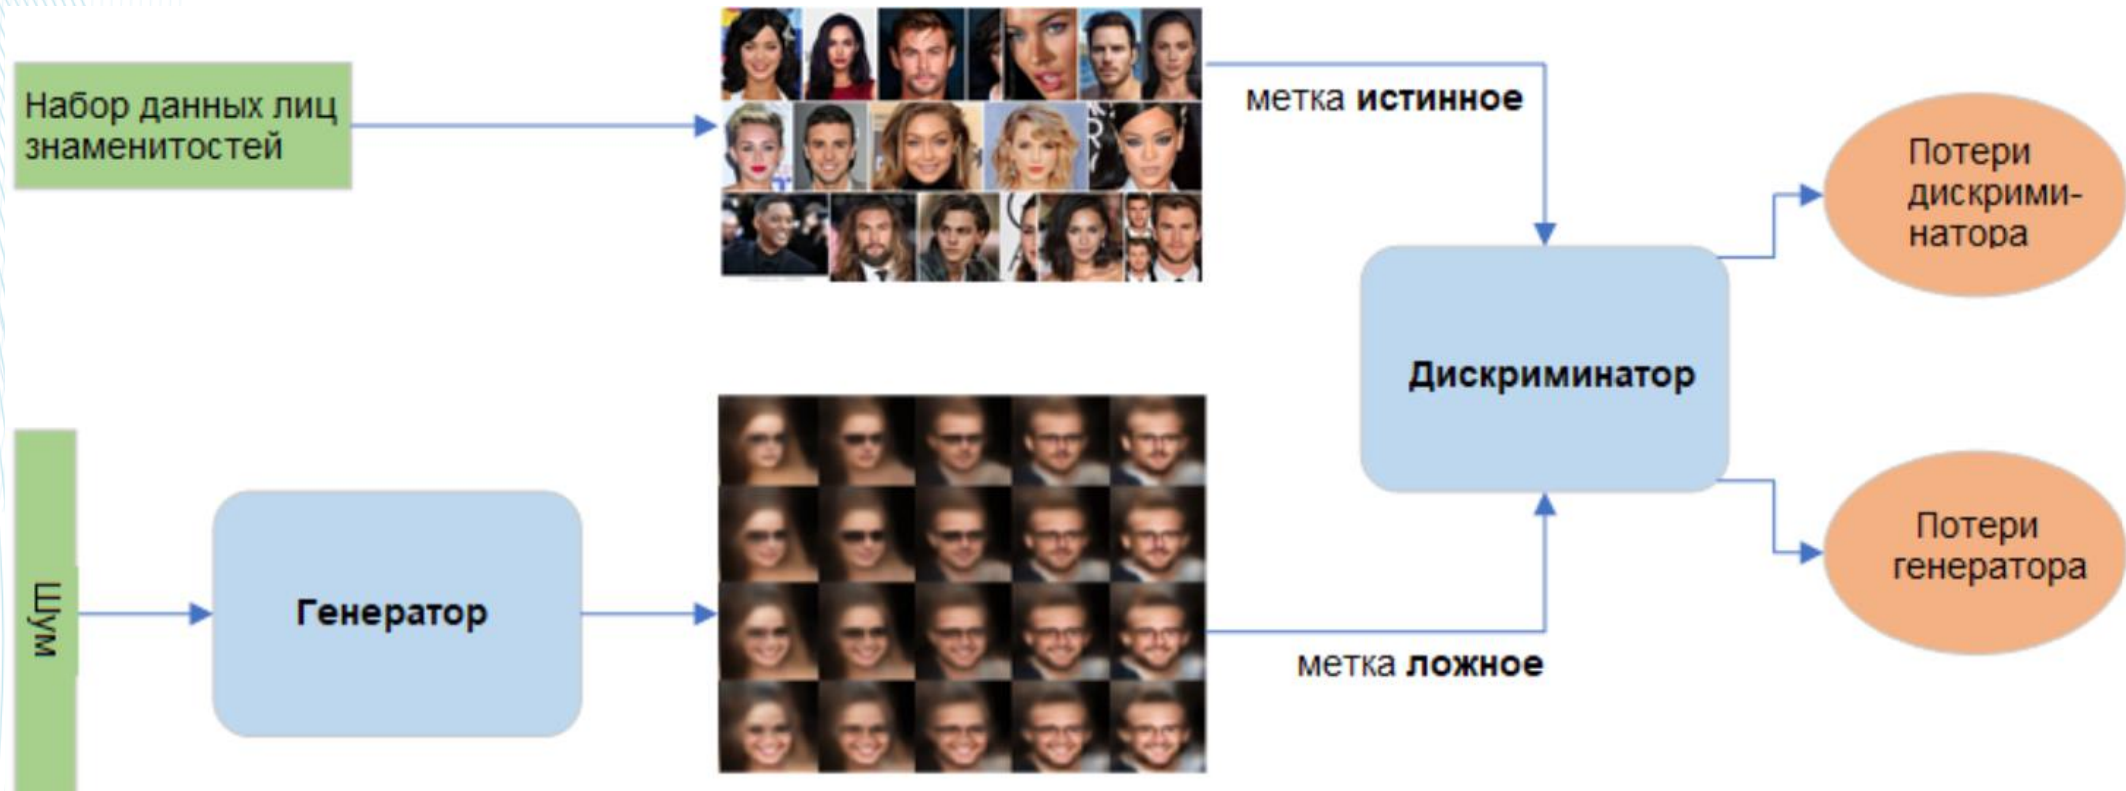 Набор данных лиц
знаменитостей
метка истинное
Потери
дискрими-
натора
Дискриминатор
Шум
Генератор
Потери
генератора
метка ложное